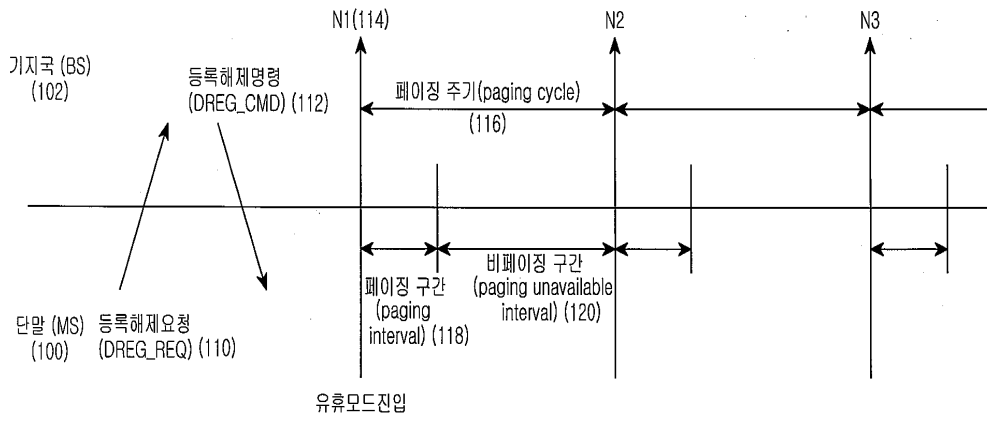 N1(114)
N2
N3
기지국 (BS)
(102)
등록해제명령
(DREG_CMD) (112)
페이징 주기(paging cycle)
(116)
페이징 구간
(paging
interval) (118)
비페이징 구간
(paging unavailable
interval) (120)
단말 (MS)
(100)
등록해제요청
(DREG_REQ) (110)
유휴모드진입